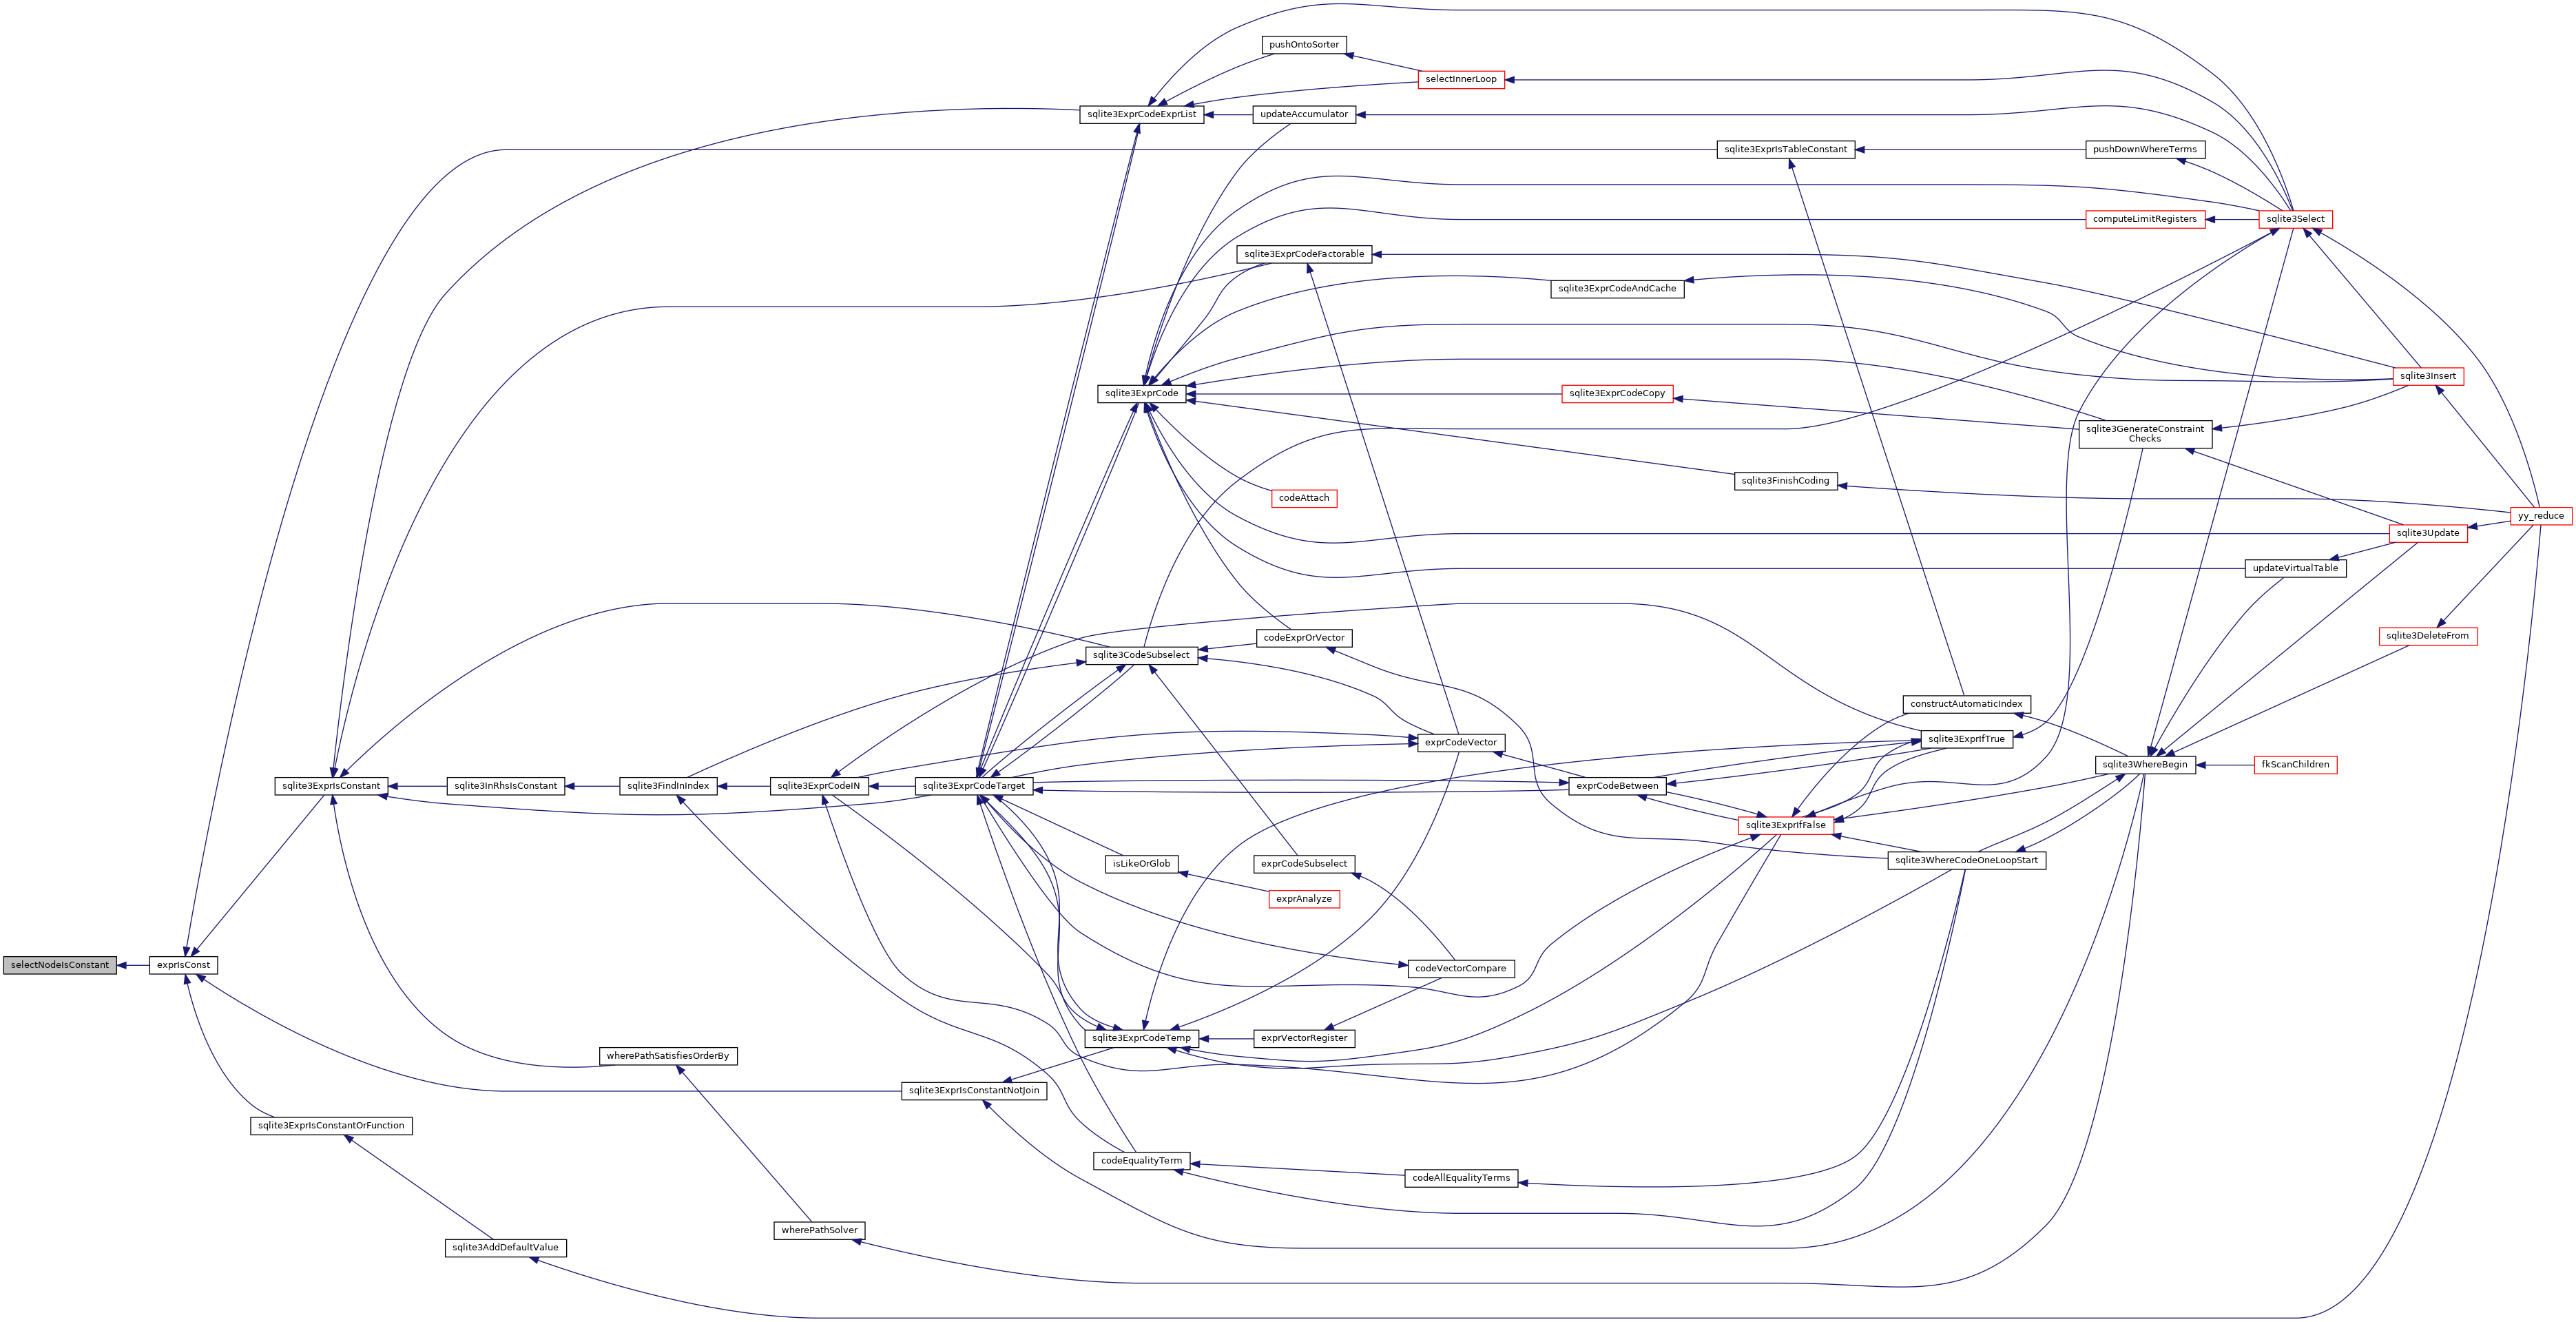 pushOntoSorter
selectInnerLoop
sqlite3ExprCodeExprList
updateAccumulator
sqlite3ExprIsTableConstant
pushDownWhereTerms
computeLimitRegisters
sqlite3Select
sqlite3ExprCodeFactorable
sqlite3ExprCodeAndCache
sqlite3Insert
sqlite3ExprCode
sqlite3ExprCodeCopy
sqlite3GenerateConstraint
Checks
sqlite3FinishCoding
codeAttach
yy_reduce
sqlite3Update
updateVirtualTable
sqlite3DeleteFrom
codeExprOrVector
sqlite3CodeSubselect
constructAutomaticIndex
exprCodeVector
sqlite3ExprIfTrue
sqlite3WhereBegin
fkScanChildren
sqlite3ExprIsConstant
sqlite3InRhsIsConstant
sqlite3FindInIndex
sqlite3ExprCodeIN
sqlite3ExprCodeTarget
exprCodeBetween
sqlite3ExprIfFalse
isLikeOrGlob
exprCodeSubselect
sqlite3WhereCodeOneLoopStart
exprAnalyze
selectNodeIsConstant
exprIsConst
codeVectorCompare
sqlite3ExprCodeTemp
exprVectorRegister
wherePathSatisfiesOrderBy
sqlite3ExprIsConstantNotJoin
sqlite3ExprIsConstantOrFunction
codeEqualityTerm
codeAllEqualityTerms
wherePathSolver
sqlite3AddDefaultValue